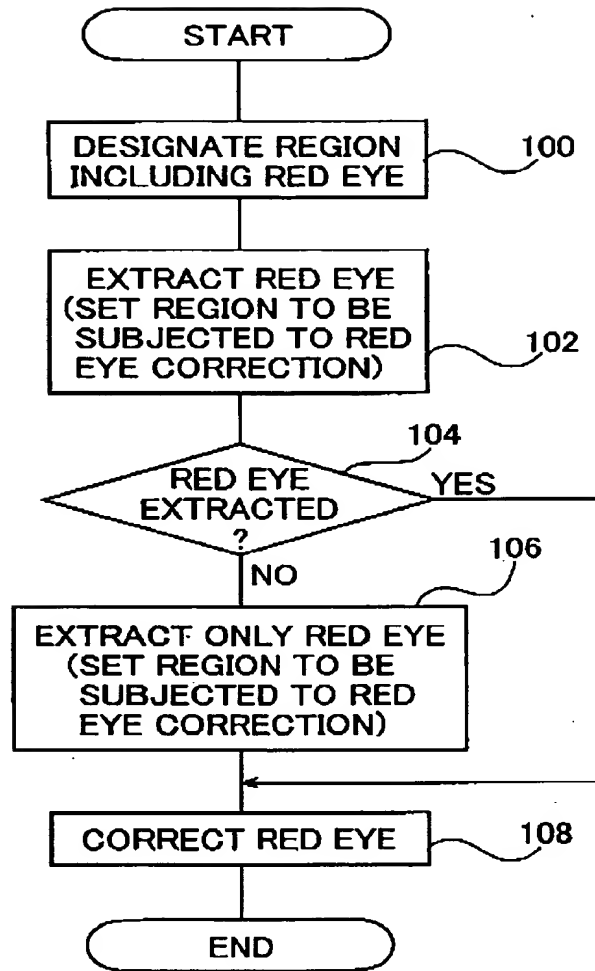 START
DESIGNATE REGION
INCLUDING RED EYE
100
EXTRACT RED EYE
(SET REGION TO BE
SUBJECTED TO RED
EYE CORRECTION)
102
104
RED EYE
EXTRACTED
?
YES
NO
106
EXTRACT ONLY RED EYE
(SET REGION TO BE
SUBJECTED TO RED
EYE CORRECTION)
CORRECT RED EYE
108
END